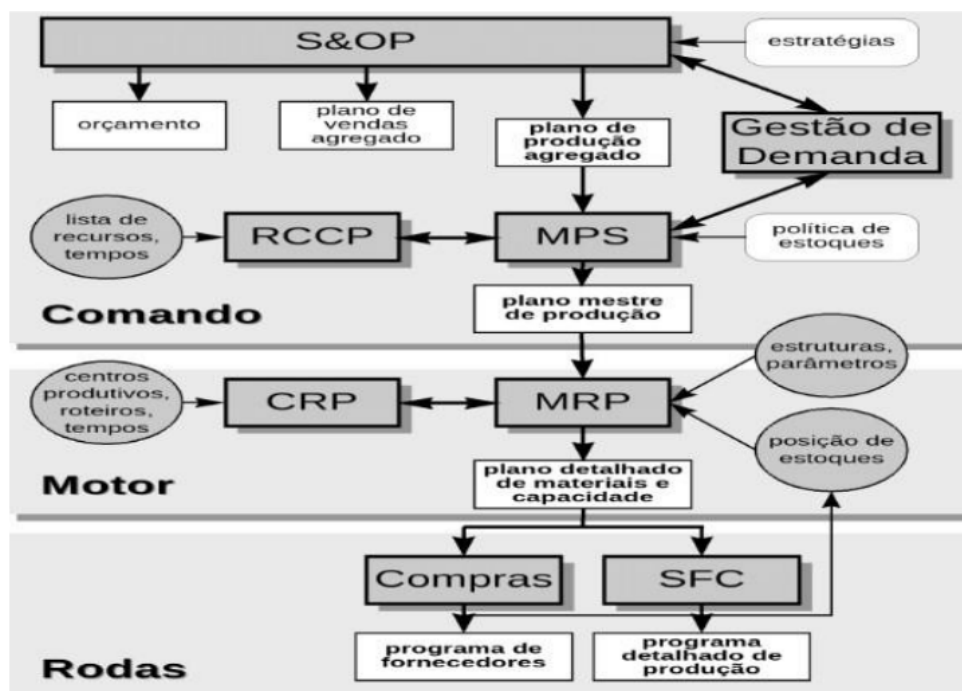 S&OP
estratégias
orçamento
plano de
vendas
agregado
plano de
produção
agregado
Gestão de
Demanda
lista de
recursos,
tempos
RCCP
MPS
política de
estoques
Comando
plano mestre
de produção
estruturas,
parâmetros
centros
produtivos,
roteiros,
tempos
CRP
MRP
posição de
estoques
Motor
plano detalhado
de materiais e
capacidade
Compras
SFC
Rodas
programa de
fornecedores
programa
detalhado de
produção